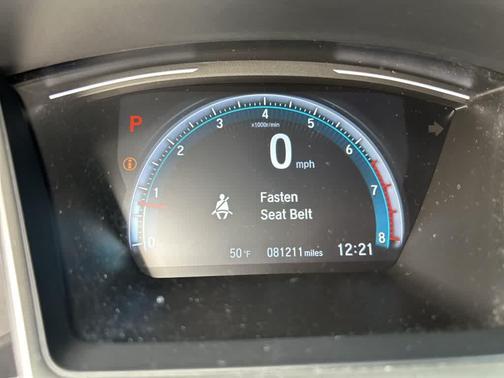 P
0
1
2
3
4
5
6
7
8
x1000r/min
0 mph
Fasten
Seat Belt
50°F
081211 miles
12:21